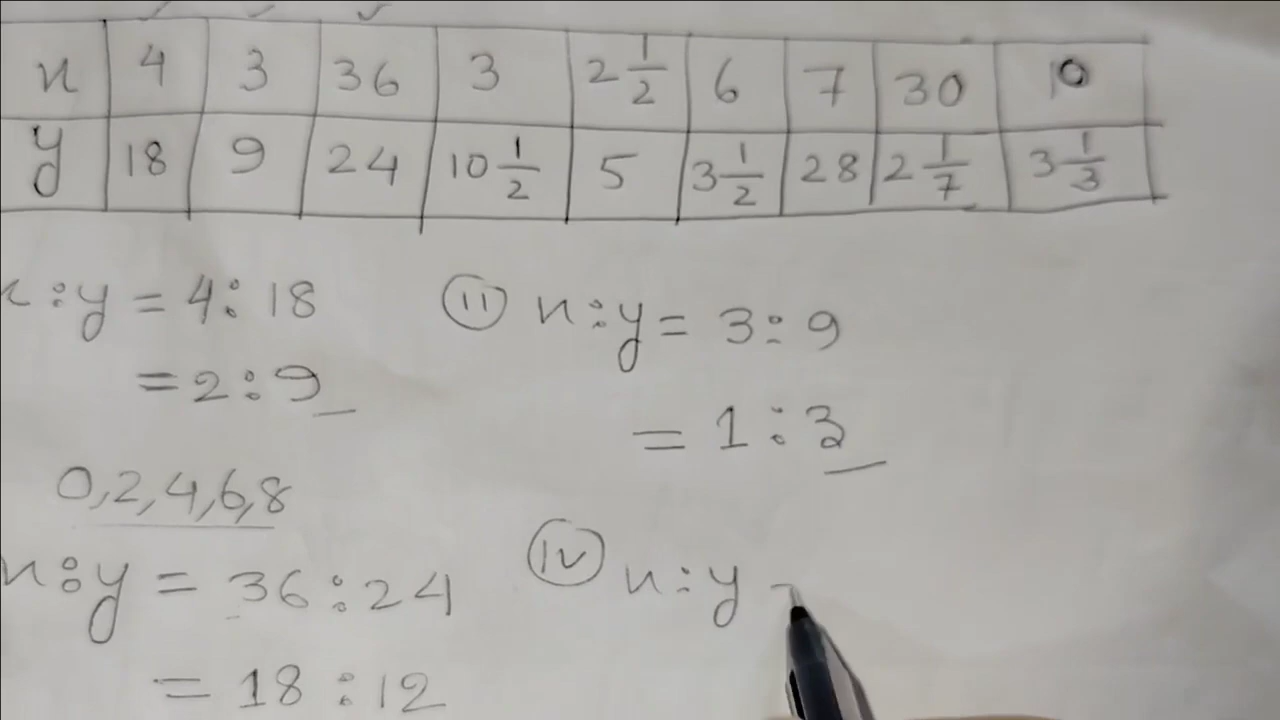 x 4 3 36 3 2 1/2 6 7 30 10
y 18 9 24 10 1/2 5 3 1/2 28 2 1/7 3 1/3
x:y = 4:18
= 2:9
(ii) x:y = 3:9
= 1:3
0,2,4,6,8
x:y = 36:24
= 18:12
(iv) x:y -